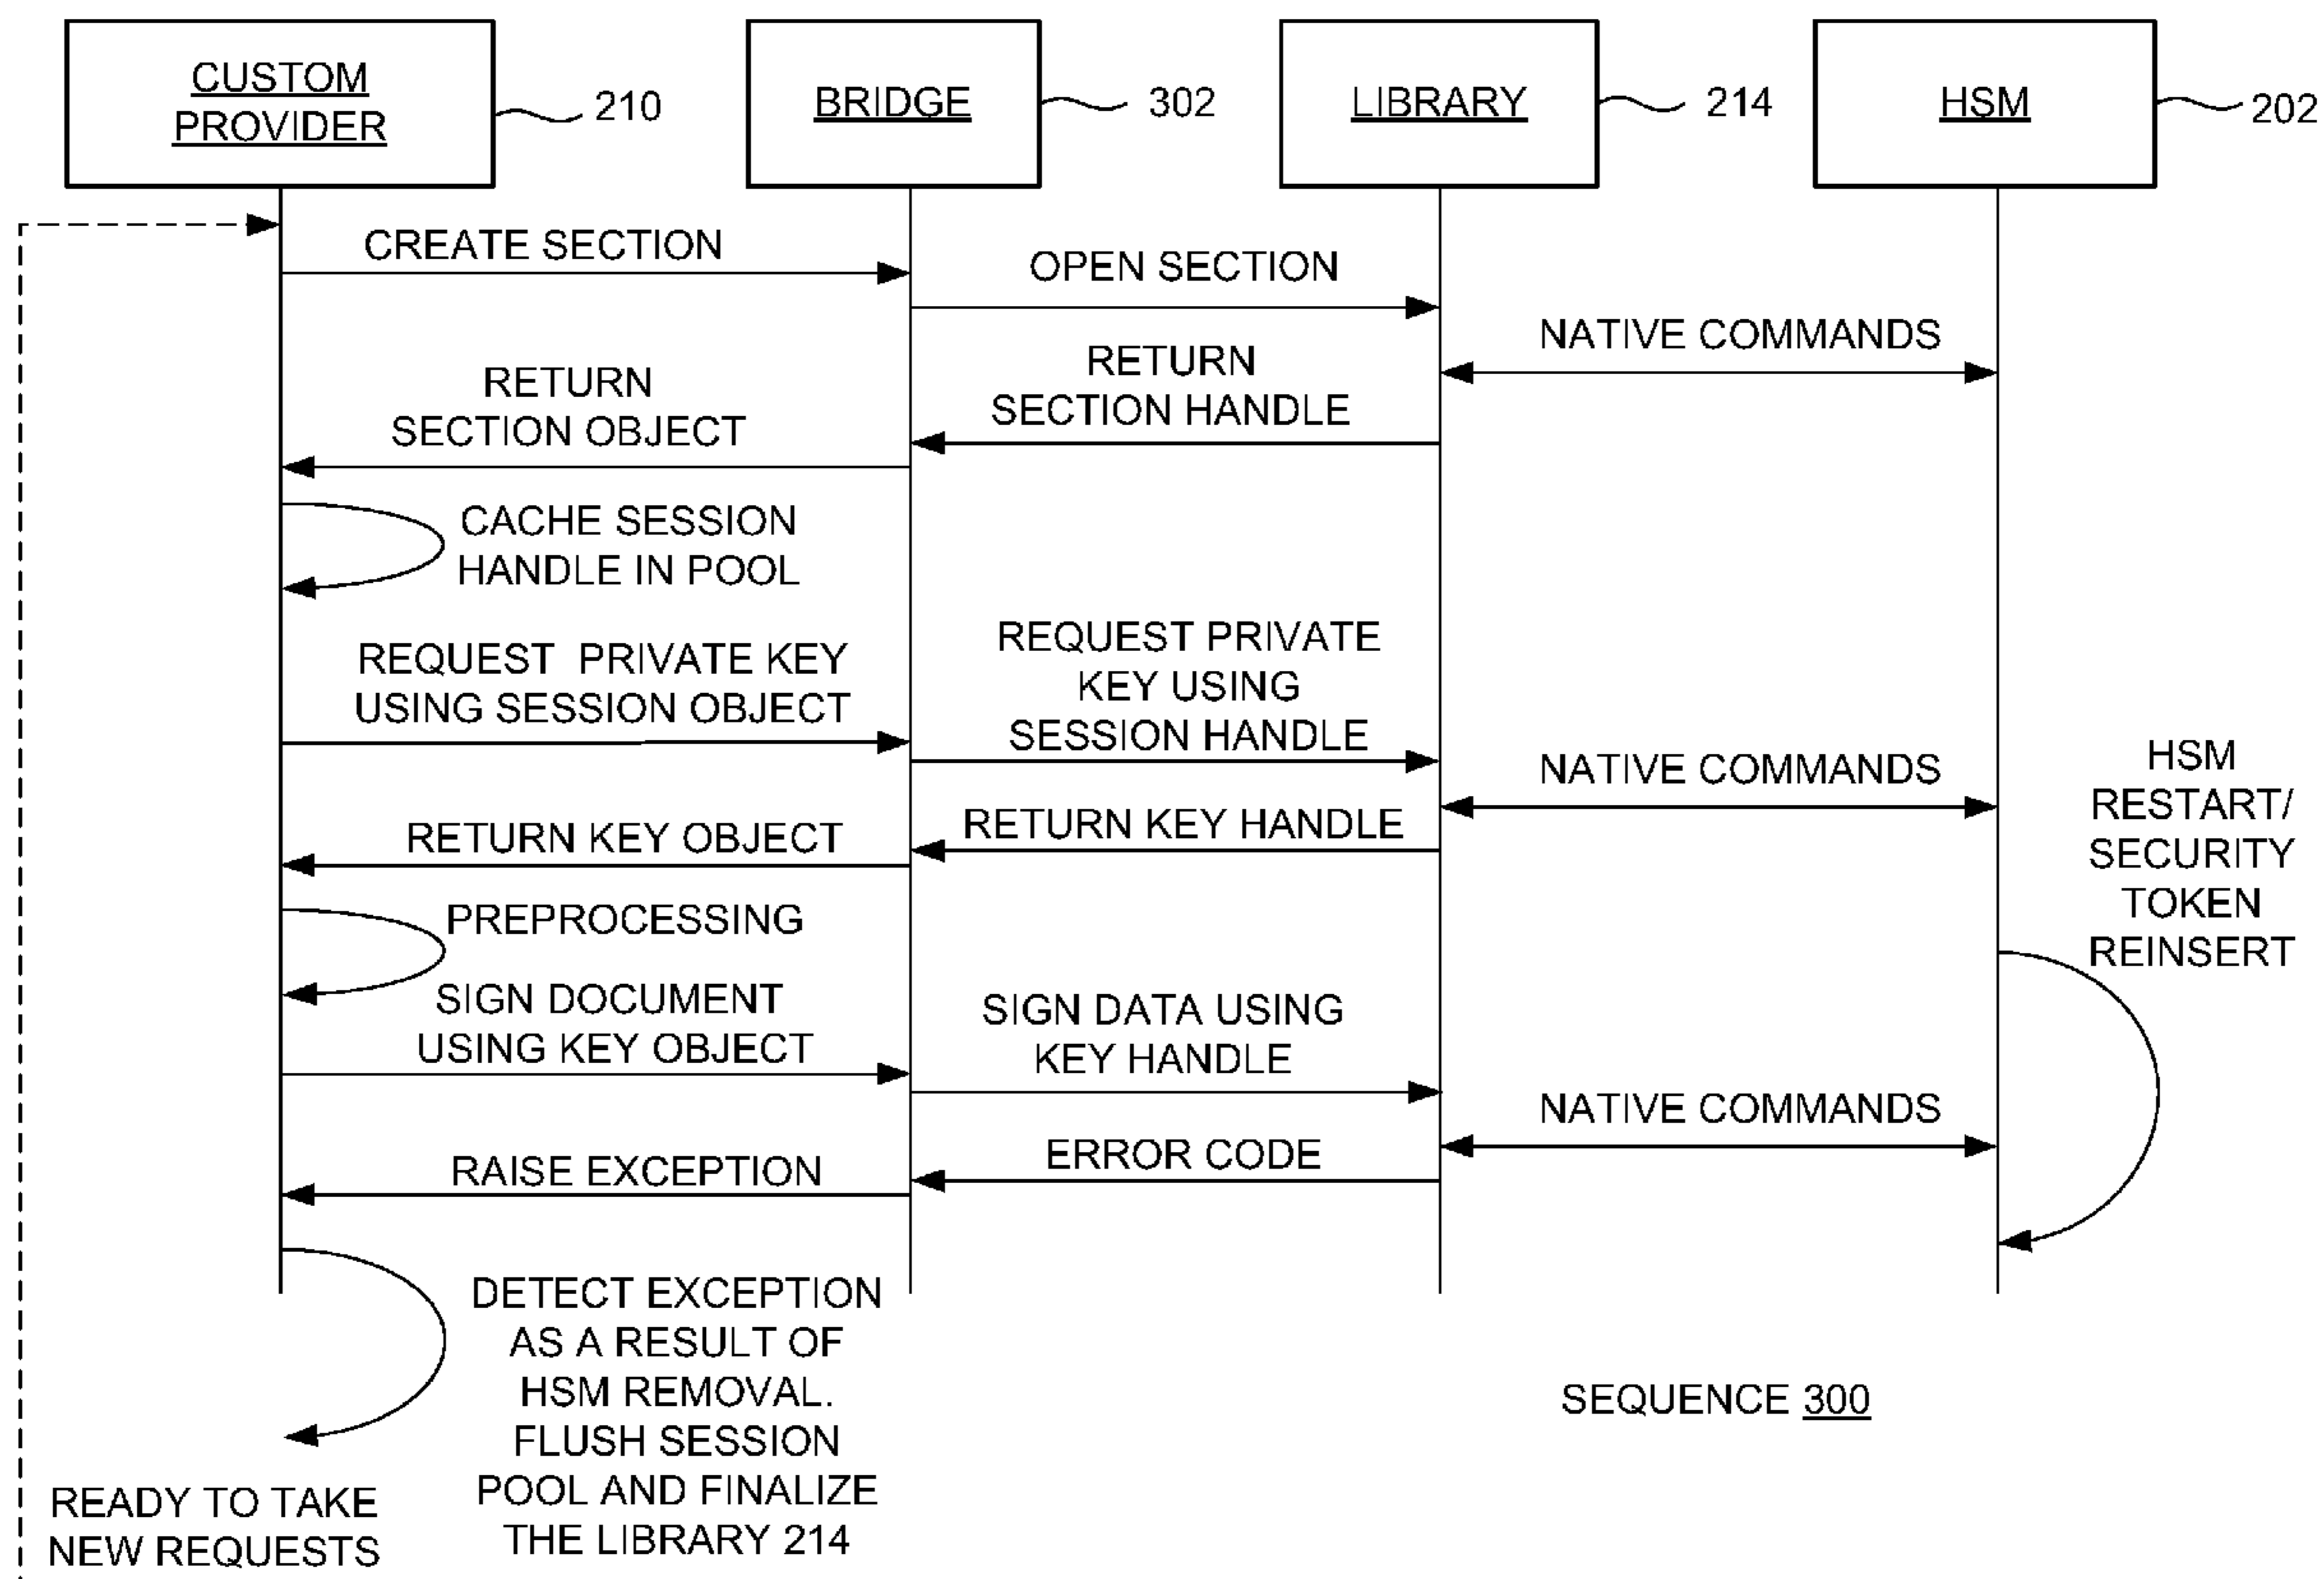 CUSTOM
PROVIDER
210
BRIDGE
302
LIBRARY
214
HSM
202
CREATE SECTION
OPEN SECTION
NATIVE COMMANDS
RETURN
SECTION HANDLE
RETURN
SECTION OBJECT
CACHE SESSION
HANDLE IN POOL
REQUEST PRIVATE KEY
USING SESSION OBJECT
REQUEST PRIVATE
KEY USING
SESSION HANDLE
NATIVE COMMANDS
HSM
RESTART/
SECURITY
TOKEN
REINSERT
RETURN KEY HANDLE
RETURN KEY OBJECT
PREPROCESSING
SIGN DOCUMENT
USING KEY OBJECT
SIGN DATA USING
KEY HANDLE
NATIVE COMMANDS
ERROR CODE
RAISE EXCEPTION
DETECT EXCEPTION
AS A RESULT OF
HSM REMOVAL.
FLUSH SESSION
POOL AND FINALIZE
THE LIBRARY 214
SEQUENCE 300
READY TO TAKE
NEW REQUESTS